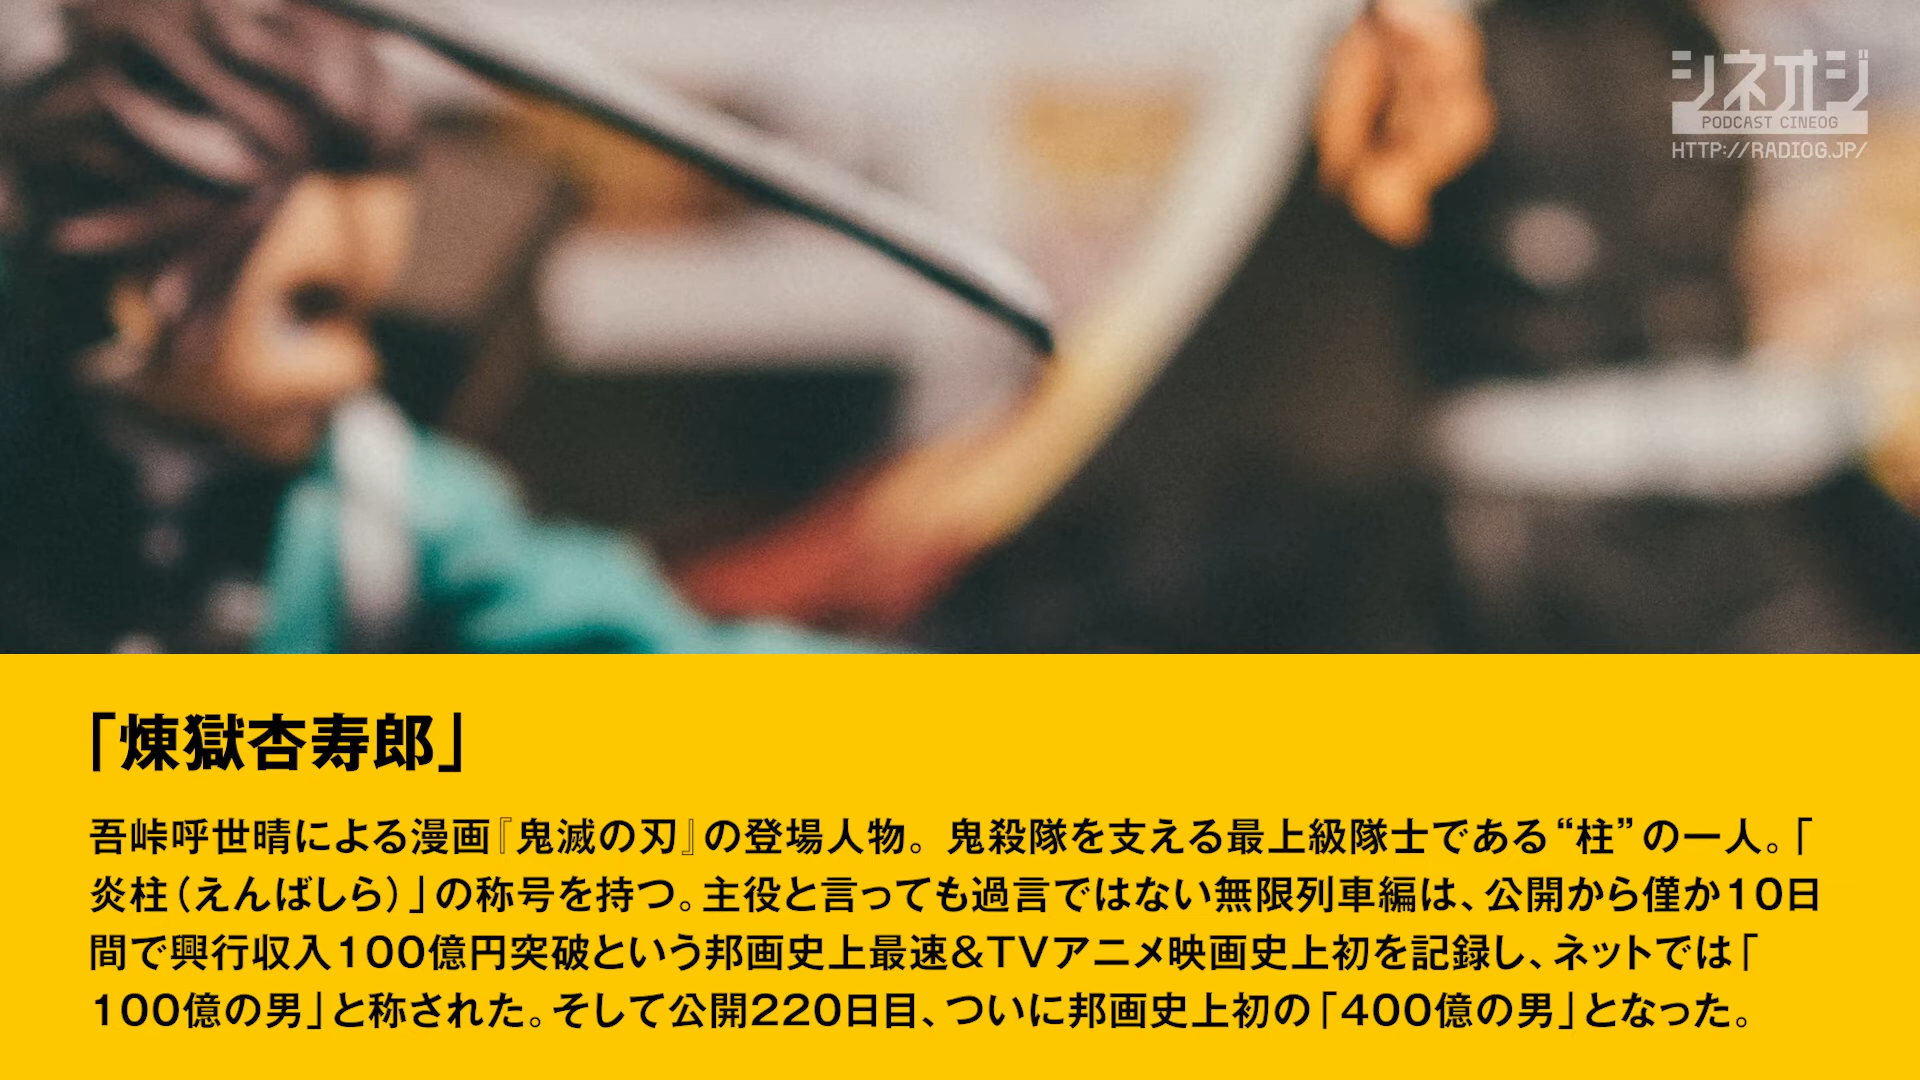 シネオジ
PODCAST CINEOG
HTTP://RADIOG.JP/
「煉獄杏寿郎」
吾峠呼世晴による漫画『鬼滅の刃』の登場人物。鬼殺隊を支える最上級隊士である“柱”の一人。「
炎柱（えんばしら）」の称号を持つ。主役と言っても過言ではない無限列車編は、公開から僅か10日
間で興行収入100億円突破という邦画史上最速&TVアニメ映画史上初を記録し、ネットでは「
100億の男」と称された。そして公開220日目、ついに邦画史上初の「400億の男」となった。